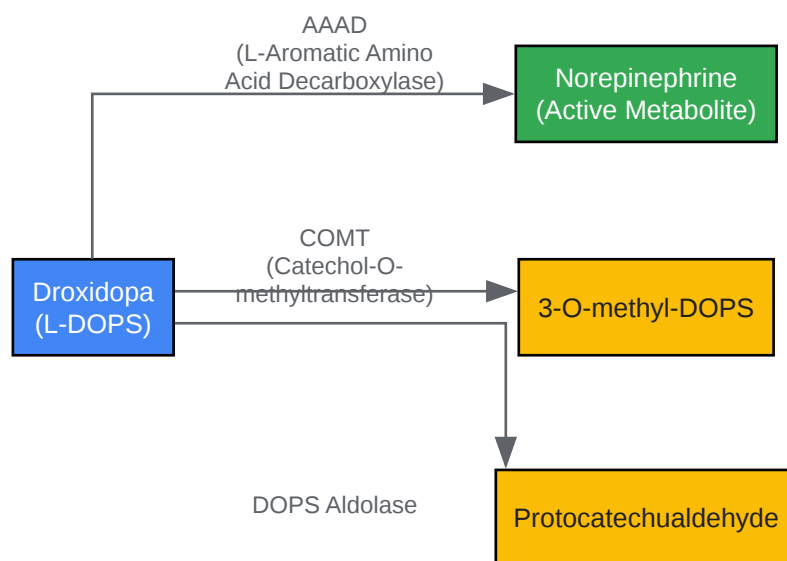 AAAD
(L-Aromatic Amino
Acid Decarboxylase)
Norepinephrine
(Active Metabolite)
COMT
(Catechol-O-
methyltransferase)
Droxidopa
(L-DOPS)
3-O-methyl-DOPS
DOPS Aldolase
Protocatechualdehyde